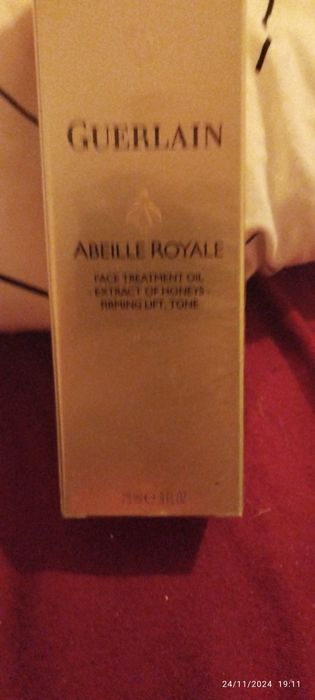 GUERLAIN
ABEILLE ROYALE
FACE TREATMENT OIL
EXTRACT OF HONEYS
FIRMING LIFT, TONE
24/11/2024 19:11